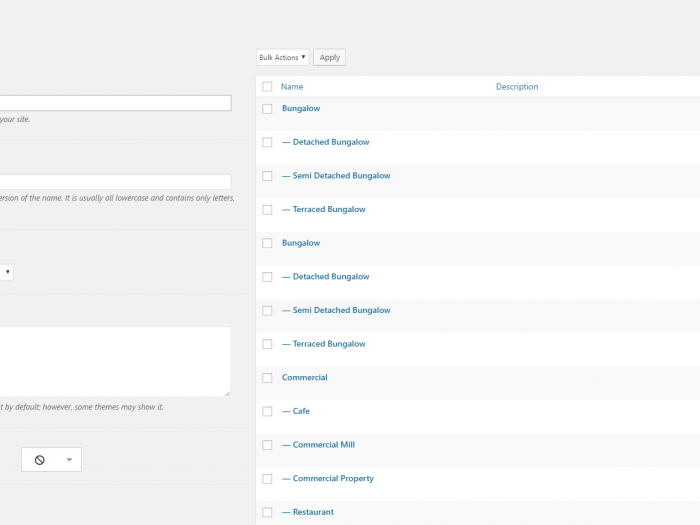 Bulk Actions
Apply
Name
Description
your site.
Bungalow
— Detached Bungalow
— Semi Detached Bungalow
ersion of the name. It is usually all lowercase and contains only letters,
— Terraced Bungalow
Bungalow
— Detached Bungalow
— Semi Detached Bungalow
— Terraced Bungalow
Commercial
t by default; however, some themes may show it.
— Cafe
— Commercial Mill
— Commercial Property
— Restaurant